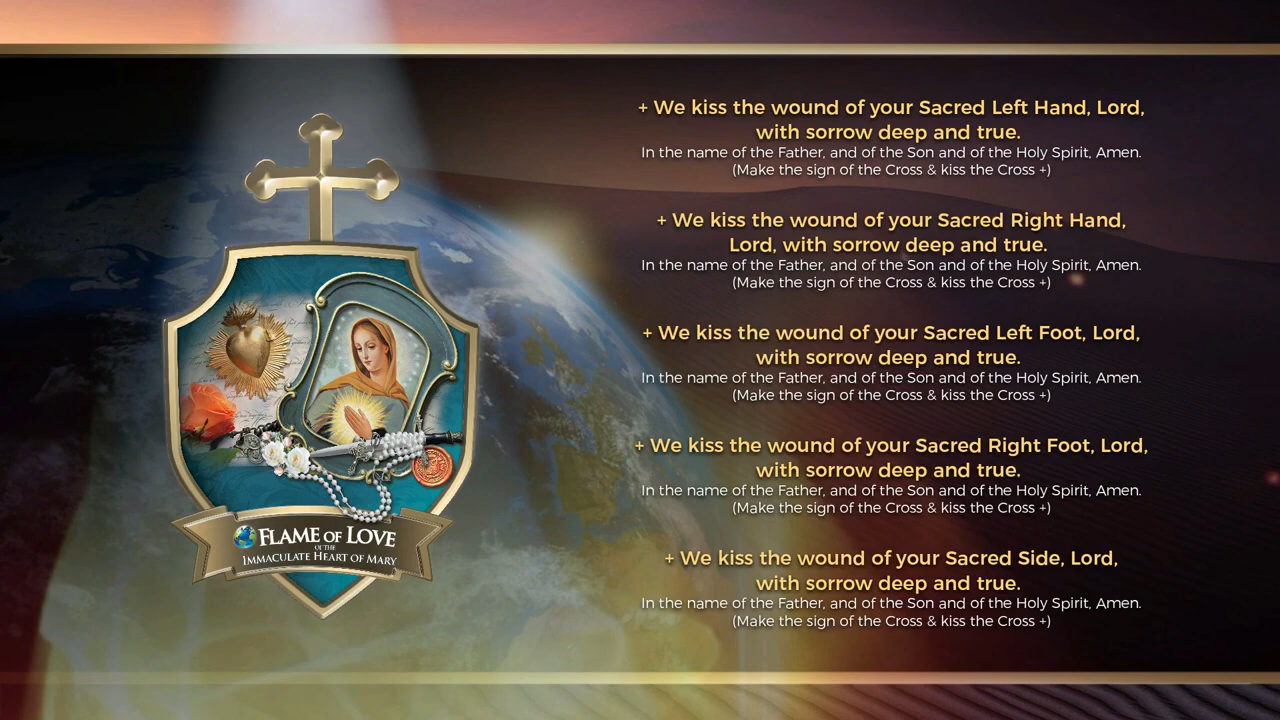 + We kiss the wound of your Sacred Left Hand, Lord,
with sorrow deep and true.
In the name of the Father, and of the Son and of the Holy Spirit, Amen.
(Make the sign of the Cross & kiss the Cross +)
+ We kiss the wound of your Sacred Right Hand,
Lord, with sorrow deep and true.
In the name of the Father, and of the Son and of the Holy Spirit, Amen.
(Make the sign of the Cross & kiss the Cross +)
+ We kiss the wound of your Sacred Left Foot, Lord,
with sorrow deep and true.
In the name of the Father, and of the Son and of the Holy Spirit, Amen.
(Make the sign of the Cross & kiss the Cross +)
+ We kiss the wound of your Sacred Right Foot, Lord,
with sorrow deep and true.
In the name of the Father, and of the Son and of the Holy Spirit, Amen.
(Make the sign of the Cross & kiss the Cross +)
+ We kiss the wound of your Sacred Side, Lord,
with sorrow deep and true.
In the name of the Father, and of the Son and of the Holy Spirit, Amen.
(Make the sign of the Cross & kiss the Cross +)
FLAME OF LOVE
OF THE
IMMACULATE HEART OF MARY